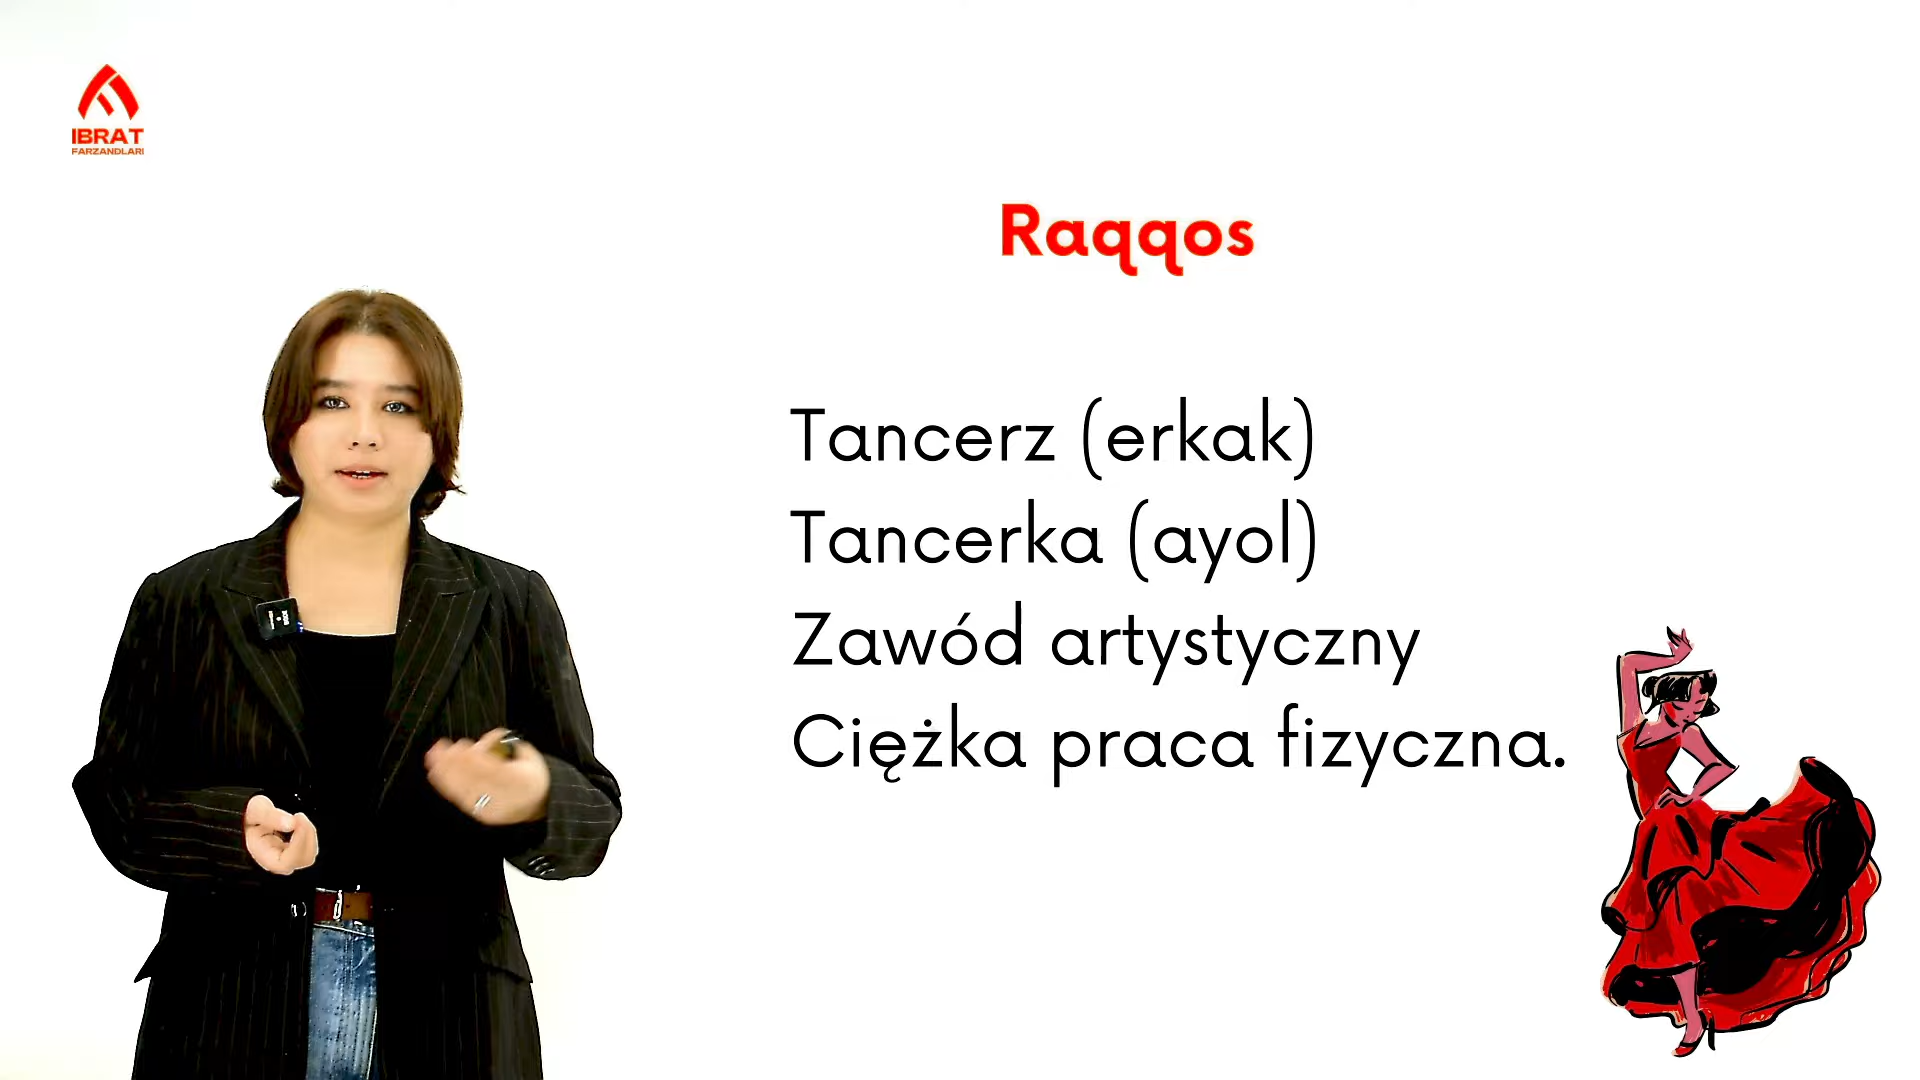 IBRAT
FARZANDLARI
Raqqos
Tancerz (erkak)
Tancerka (ayol)
Zawód artystyczny
Ciężka praca fizyczna.